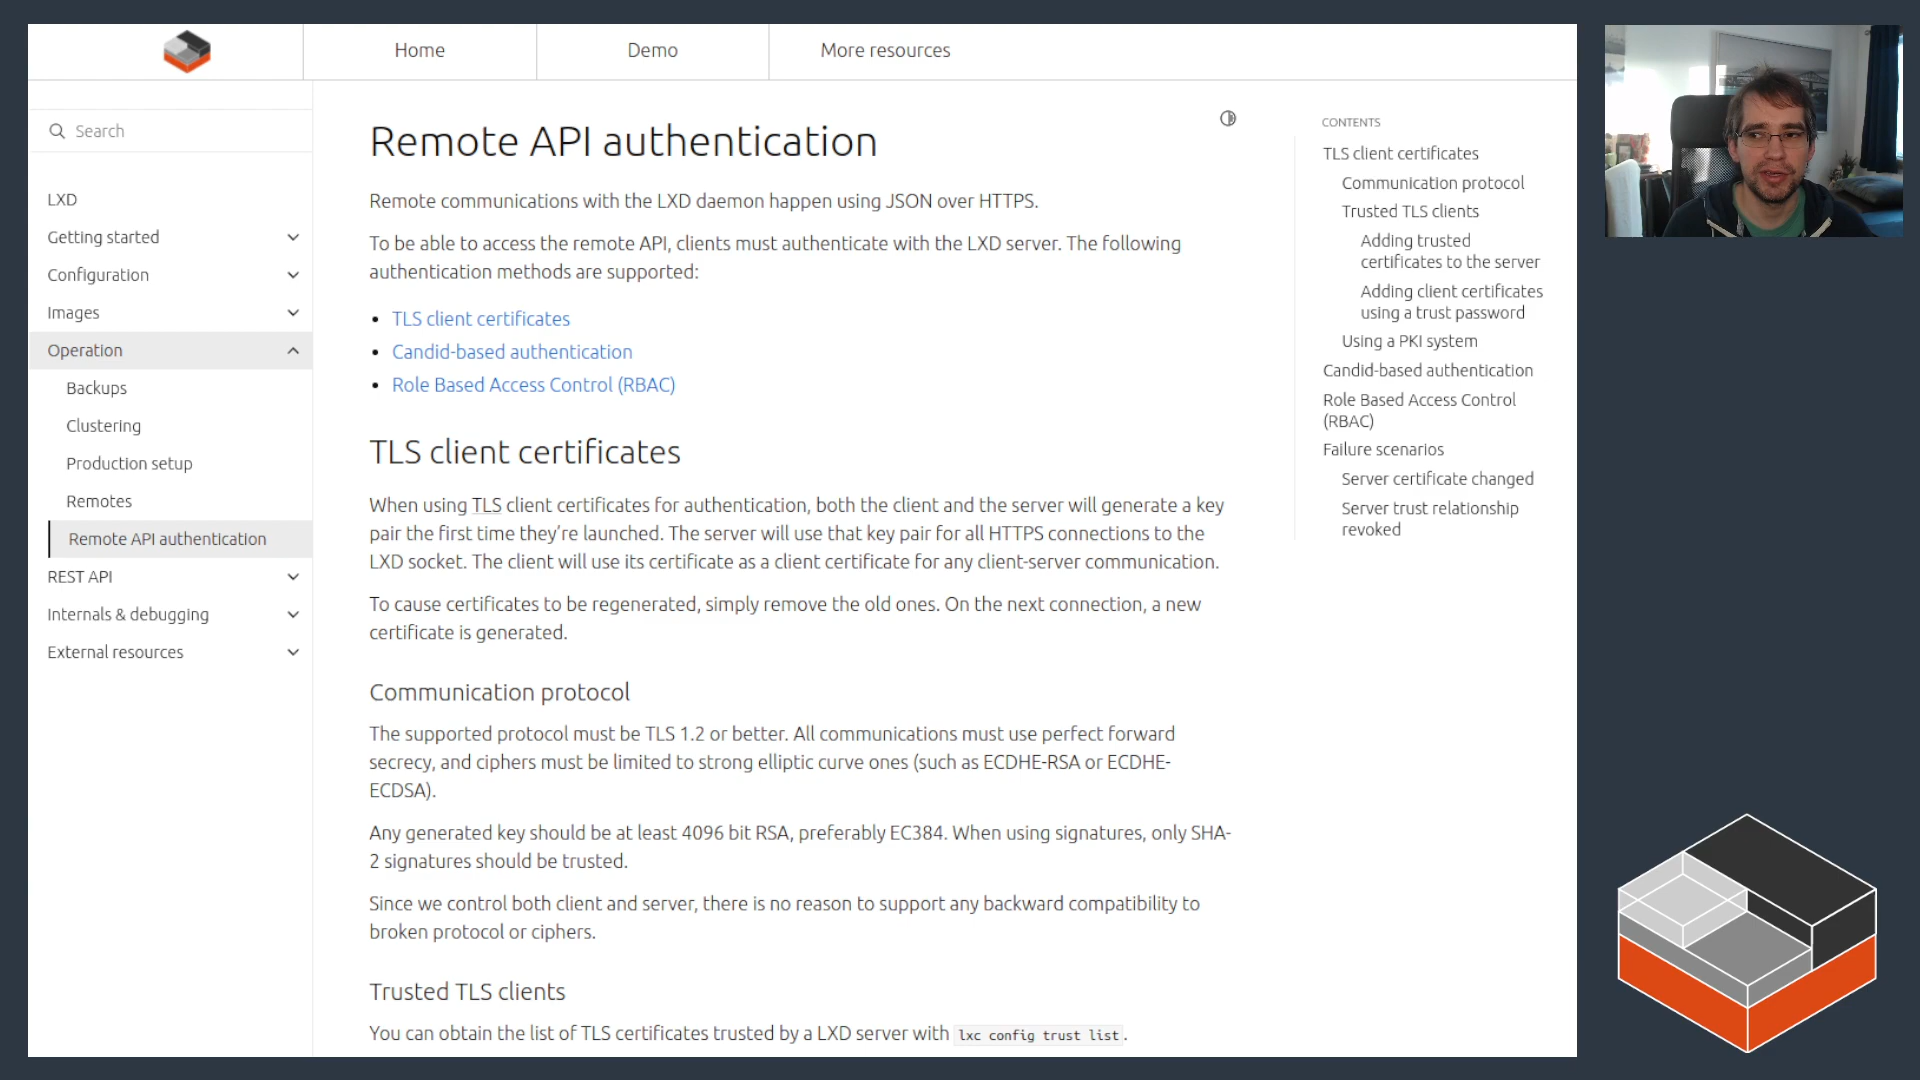 Home
Demo
More resources
Search
LXD
Getting started
Configuration
Images
Operation
Backups
Clustering
Production setup
Remotes
Remote API authentication
REST API
Internals & debugging
External resources
Remote API authentication
Remote communications with the LXD daemon happen using JSON over HTTPS.
To be able to access the remote API, clients must authenticate with the LXD server. The following
authentication methods are supported:
• TLS client certificates
• Candid-based authentication
• Role Based Access Control (RBAC)
TLS client certificates
When using TLS client certificates for authentication, both the client and the server will generate a key
pair the first time they’re launched. The server will use that key pair for all HTTPS connections to the
LXD socket. The client will use its certificate as a client certificate for any client-server communication.
To cause certificates to be regenerated, simply remove the old ones. On the next connection, a new
certificate is generated.
Communication protocol
The supported protocol must be TLS 1.2 or better. All communications must use perfect forward
secrecy, and ciphers must be limited to strong elliptic curve ones (such as ECDHE-RSA or ECDHE-
ECDSA).
Any generated key should be at least 4096 bit RSA, preferably EC384. When using signatures, only SHA-
2 signatures should be trusted.
Since we control both client and server, there is no reason to support any backward compatibility to
broken protocol or ciphers.
Trusted TLS clients
You can obtain the list of TLS certificates trusted by a LXD server with lxc config trust list.
CONTENTS
TLS client certificates
Communication protocol
Trusted TLS clients
Adding trusted
certificates to the server
Adding client certificates
using a trust password
Using a PKI system
Candid-based authentication
Role Based Access Control
(RBAC)
Failure scenarios
Server certificate changed
Server trust relationship
revoked